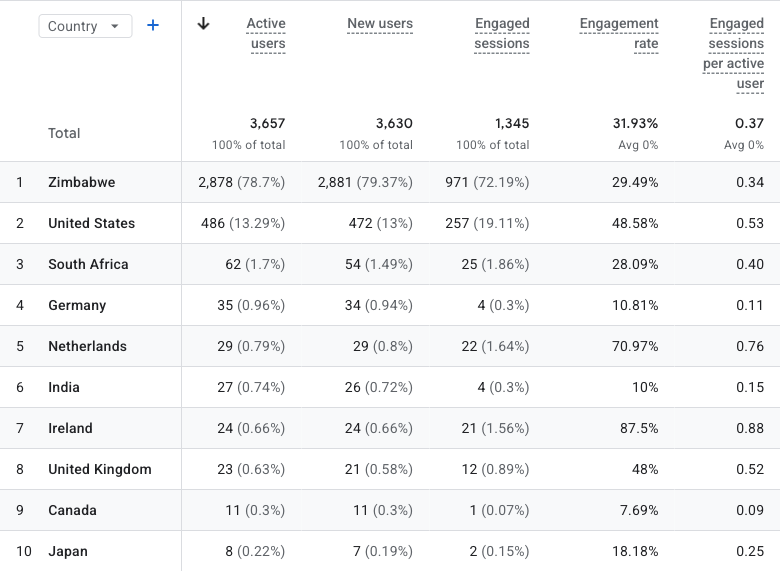 Country + ↓ Active users New users Engaged sessions Engagement rate Engaged sessions per active user
Total 3,657 3,630 1,345 31.93% 0.37
100% of total 100% of total 100% of total Avg 0% Avg 0%
1 Zimbabwe 2,878 (78.7%) 2,881 (79.37%) 971 (72.19%) 29.49% 0.34
2 United States 486 (13.29%) 472 (13%) 257 (19.11%) 48.58% 0.53
3 South Africa 62 (1.7%) 54 (1.49%) 25 (1.86%) 28.09% 0.40
4 Germany 35 (0.96%) 34 (0.94%) 4 (0.3%) 10.81% 0.11
5 Netherlands 29 (0.79%) 29 (0.8%) 22 (1.64%) 70.97% 0.76
6 India 27 (0.74%) 26 (0.72%) 4 (0.3%) 10% 0.15
7 Ireland 24 (0.66%) 24 (0.66%) 21 (1.56%) 87.5% 0.88
8 United Kingdom 23 (0.63%) 21 (0.58%) 12 (0.89%) 48% 0.52
9 Canada 11 (0.3%) 11 (0.3%) 1 (0.07%) 7.69% 0.09
10 Japan 8 (0.22%) 7 (0.19%) 2 (0.15%) 18.18% 0.25